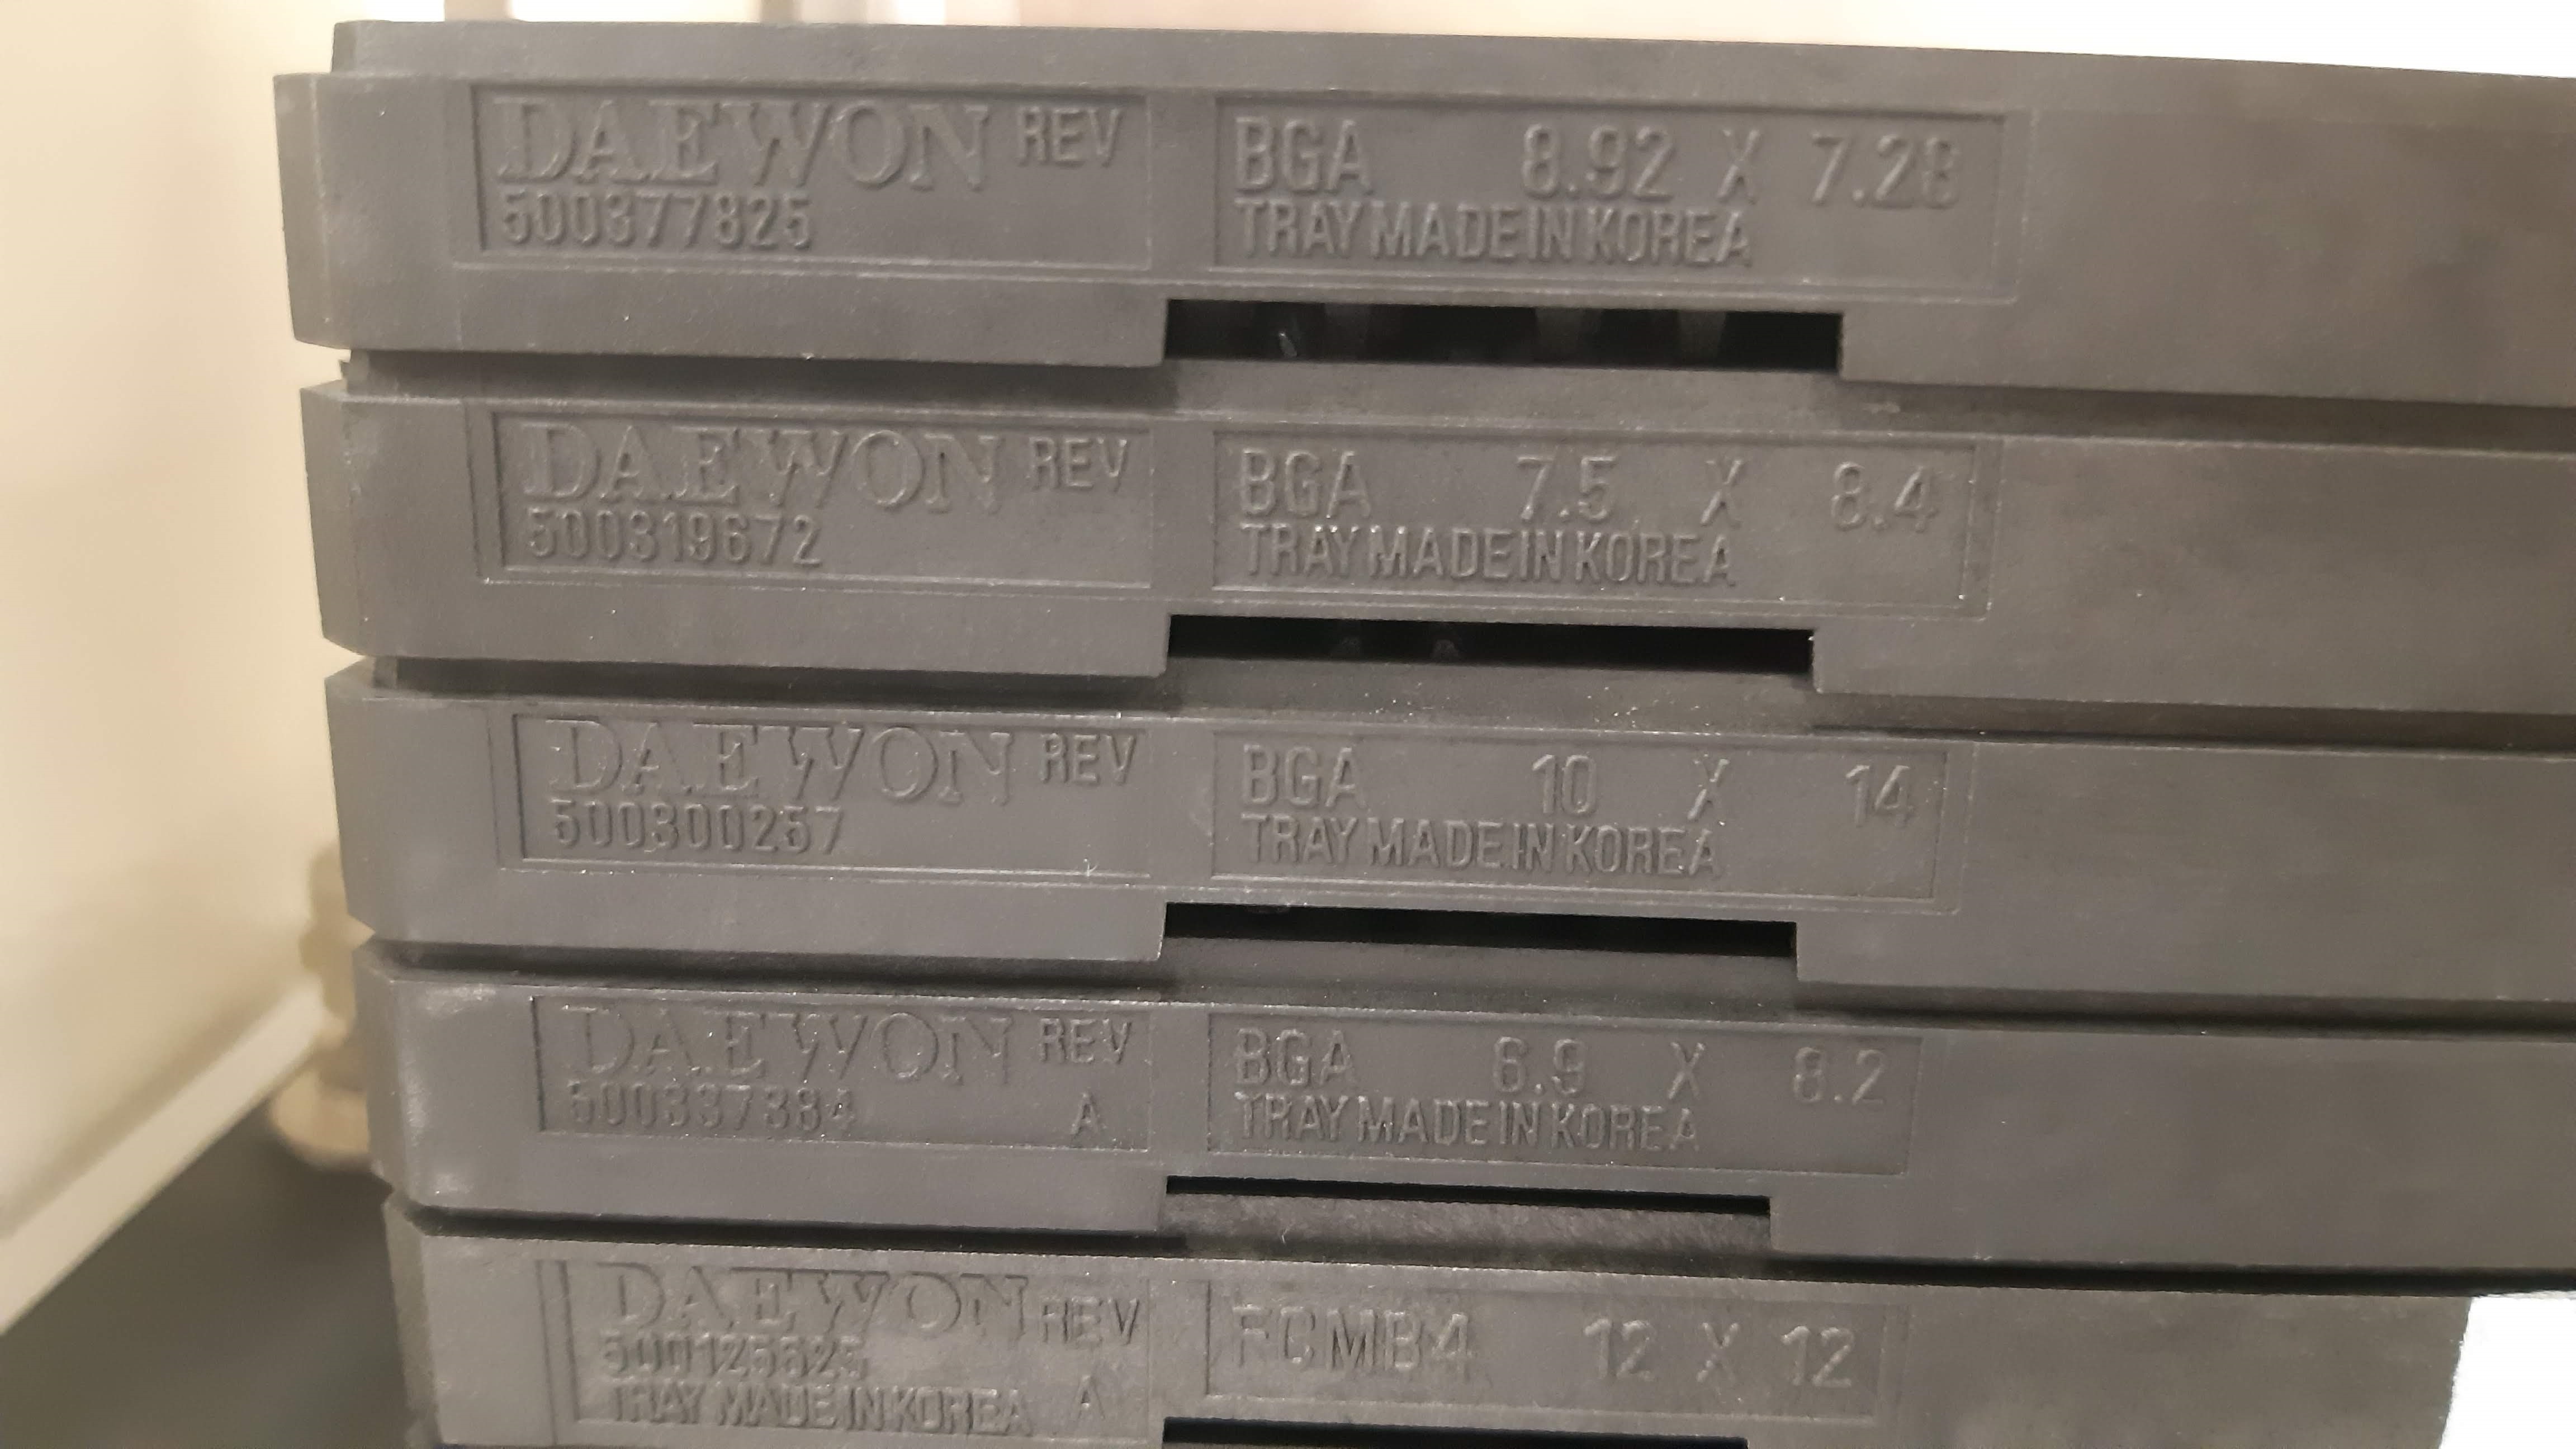 DAEWON REV
500377825
BGA 8.92 X 7.28
TRAY MADE IN KOREA
DAEWON REV
500319672
BGA 7.5 X 8.4
TRAY MADE IN KOREA
DAEWON REV
500300257
BGA 10 X 14
TRAY MADE IN KOREA
DAEWON REV
500337384 A
BGA 6.9 X 8.2
TRAY MADE IN KOREA
DAEWON REV
500125625
TRAY MADE IN KOREA A
FCMB4 12 X 12